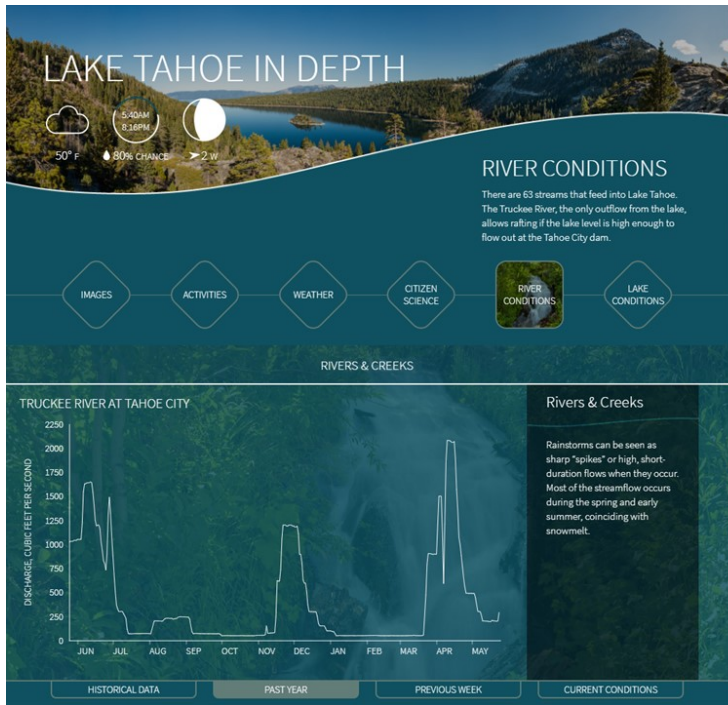 LAKE TAHOE IN DEPTH
5:40AM
8:16PM
50° F
80% CHANCE
2 W
RIVER CONDITIONS
There are 63 streams that feed into Lake Tahoe.
The Truckee River, the only outflow from the lake,
allows rafting if the lake level is high enough to
flow out at the Tahoe City dam.
IMAGES
ACTIVITIES
WEATHER
CITIZEN
SCIENCE
RIVER
CONDITIONS
LAKE
CONDITIONS
RIVERS & CREEKS
TRUCKEE RIVER AT TAHOE CITY
DISCHARGE, CUBIC FEET PER SECOND
2250
2000
1750
1500
1250
1000
750
500
250
0
JUN JUL AUG SEP OCT NOV DEC JAN FEB MAR APR MAY
Rivers & Creeks
Rainstorms can be seen as
sharp "spikes" or high, short-
duration flows when they occur.
Most of the streamflow occurs
during the spring and early
summer, coinciding with
snowmelt.
HISTORICAL DATA
PAST YEAR
PREVIOUS WEEK
CURRENT CONDITIONS